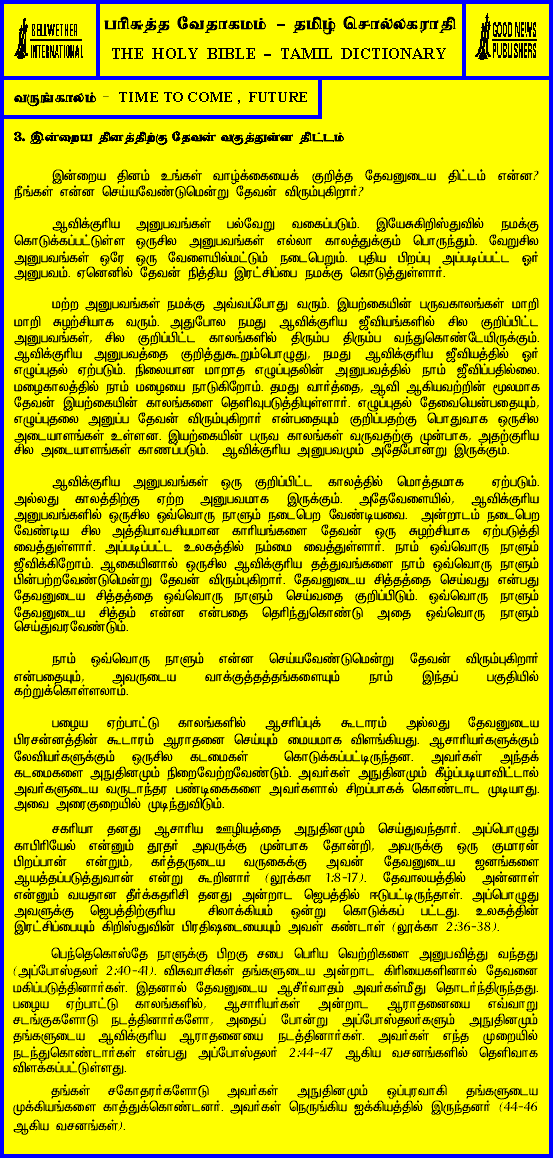 BELLWETHER
INTERNATIONAL
பரிசுத்த வேதாகமம் - தமிழ் சொல்லகராதி
THE HOLY BIBLE - TAMIL DICTIONARY
GOOD NEWS
PUBLISHERS
வருங்காலம் - TIME TO COME , FUTURE
3. இன்றைய தினத்திற்கு தேவன் வகுத்துள்ள திட்டம்
இன்றைய தினம் உங்கள் வாழ்க்கையைக் குறித்த தேவனுடைய திட்டம் என்ன?
நீங்கள் என்ன செய்யவேண்டுமென்று தேவன் விரும்புகிறார்?
ஆவிக்குரிய அனுபவங்கள் பல்வேறு வகைப்படும். இயேசுகிறிஸ்துவில் நமக்கு
கொடுக்கப்பட்டுள்ள ஒருசில அனுபவங்கள் எல்லா காலத்துக்கும் பொருந்தும். வேறுசில
அனுபவங்கள் ஒரே ஒரு வேளையில்மட்டும் நடைபெறும். புதிய பிறப்பு அப்படிப்பட்ட ஓர்
அனுபவம். ஏனெனில் தேவன் நித்திய இரட்சிப்பை நமக்கு கொடுத்துள்ளார்.
மற்ற அனுபவங்கள் நமக்கு அவ்வப்போது வரும். இயற்கையின் பருவகாலங்கள் மாறி
மாறி சுழற்சியாக வரும். அதுபோல நமது ஆவிக்குரிய ஜீவியங்களில் சில குறிப்பிட்ட
அனுபவங்கள், சில குறிப்பிட்ட காலங்களில் திரும்ப திரும்ப வந்துகொண்டேயிருக்கும்.
ஆவிக்குரிய அனுபவத்தை குறித்துகூறும்பொழுது, நமது ஆவிக்குரிய ஜீவியத்தில் ஓர்
எழுப்புதல் ஏற்படும். நிலையான மாறாத எழுப்புதலின் அனுபவத்தில் நாம் ஜீவிப்பதில்லை.
மழைகாலத்தில் நாம் மழையை நாடுகிறோம். தமது வார்த்தை, ஆவி ஆகியவற்றின் மூலமாக
தேவன் இயற்கையின் காலங்களை தெளிவுபடுத்தியுள்ளார். எழுப்புதல் தேவையென்பதையும்,
எழுப்புதலை அனுப்ப தேவன் விரும்புகிறார் என்பதையும் குறிப்பதற்கு பொதுவாக ஒருசில
அடையாளங்கள் உள்ளன. இயற்கையின் பருவ காலங்கள் வருவதற்கு முன்பாக, அதற்குரிய
சில அடையாளங்கள் காணப்படும். ஆவிக்குரிய அனுபவமும் அதேபோன்று இருக்கும்.
ஆவிக்குரிய அனுபவங்கள் ஒரு குறிப்பிட்ட காலத்தில் மொத்தமாக ஏற்படும்.
அல்லது காலத்திற்கு ஏற்ற அனுபவமாக இருக்கும். அதேவேளையில், ஆவிக்குரிய
அனுபவங்களில் ஒருசில ஒவ்வொரு நாளும் நடைபெற வேண்டியவை. அன்றாடம் நடைபெற
வேண்டிய சில அத்தியாவசியமான காரியங்களை தேவன் ஒரு சுழற்சியாக ஏற்படுத்தி
வைத்துள்ளார். அப்படிப்பட்ட உலகத்தில் நம்மை வைத்துள்ளார். நாம் ஒவ்வொரு நாளும்
ஜீவிக்கிறோம். ஆகையினால் ஒருசில ஆவிக்குரிய தத்துவங்களை நாம் ஒவ்வொரு நாளும்
பின்பற்றவேண்டுமென்று தேவன் விரும்புகிறார். தேவனுடைய சித்தத்தை செய்வது என்பது
தேவனுடைய சித்தத்தை ஒவ்வொரு நாளும் செய்வதை குறிப்பிடும். ஒவ்வொரு நாளும்
தேவனுடைய சித்தம் என்ன என்பதை தெரிந்துகொண்டு அதை ஒவ்வொரு நாளும்
செய்துவரவேண்டும்.
நாம் ஒவ்வொரு நாளும் என்ன செய்யவேண்டுமென்று தேவன் விரும்புகிறார்
என்பதையும், அவருடைய வாக்குத்தத்தங்களையும் நாம் இந்தப் பகுதியில்
கற்றுக்கொள்ளலாம்.
பழைய ஏற்பாட்டு காலங்களில் ஆசரிப்புக் கூடாரம் அல்லது தேவனுடைய
பிரசன்னத்தின் கூடாரம் ஆராதனை செய்யும் மையமாக விளங்கியது. ஆசாரியர்களுக்கும்
லேவியர்களுக்கும் ஒருசில கடமைகள் கொடுக்கப்பட்டிருந்தன. அவர்கள் அந்தக்
கடமைகளை அநுதினமும் நிறைவேற்றவேண்டும். அவர்கள் அநுதினமும் கீழ்ப்படியாவிட்டால்
அவர்களுடைய வருடாந்தர பண்டிகைகளை அவர்களால் சிறப்பாகக் கொண்டாட முடியாது.
அவை அரைகுறையில் முடிந்துவிடும்.
சகரியா தனது ஆசாரிய ஊழியத்தை அநுதினமும் செய்துவந்தார். அப்பொழுது
காபிரியேல் என்னும் தூதர் அவருக்கு முன்பாக தோன்றி, அவருக்கு ஒரு குமாரன்
பிறப்பான் என்றும், கர்த்தருடைய வருகைக்கு அவன் தேவனுடைய ஜனங்களை
ஆயத்தப்படுத்துவான் என்று கூறினார் (லூக்கா 1:8-17). தேவாலயத்தில் அன்னாள்
என்னும் வயதான தீர்க்கதரிசி தனது அன்றாட ஜெபத்தில் ஈடுபட்டிருந்தாள். அப்பொழுது
அவளுக்கு ஜெபத்திற்குரிய சிலாக்கியம் ஒன்று கொடுக்கப் பட்டது. உலகத்தின்
இரட்சிப்பையும் கிறிஸ்துவின் பிரதிஷடையையும் அவள் கண்டாள் (லூக்கா 2:36-38).
பெந்தெகொஸ்தே நாளுக்கு பிறகு சபை பெரிய வெற்றிகளை அனுபவித்து வந்தது
(அப்போஸ்தலர் 2:40-41). விசுவாசிகள் தங்களுடைய அன்றாட கிரியைகளினால் தேவனை
மகிப்படுத்தினார்கள். இதனால் தேவனுடைய ஆசீர்வாதம் அவர்கள்மீது தொடர்ந்திருந்தது.
பழைய ஏற்பாட்டு காலங்களில், ஆசாரியர்கள் அன்றாட ஆராதனையை எவ்வாறு
சடங்குகளோடு நடத்தினார்களோ, அதைப் போன்று அப்போஸ்தலர்களும் அநுதினமும்
தங்களுடைய ஆவிக்குரிய ஆராதனையை நடத்தினார்கள். அவர்கள் எந்த முறையில்
நடந்துகொண்டார்கள் என்பது அப்போஸ்தலர் 2:44-47 ஆகிய வசனங்களில் தெளிவாக
விளக்கப்பட்டுள்ளது.
தங்கள் சகோதரர்களோடு அவர்கள் அநுதினமும் ஒப்புரவாகி தங்களுடைய
முக்கியங்களை காத்துக்கொண்டனர். அவர்கள் நெருங்கிய ஐக்கியத்தில் இருந்தனர் (44-46
ஆகிய வசனங்கள்).